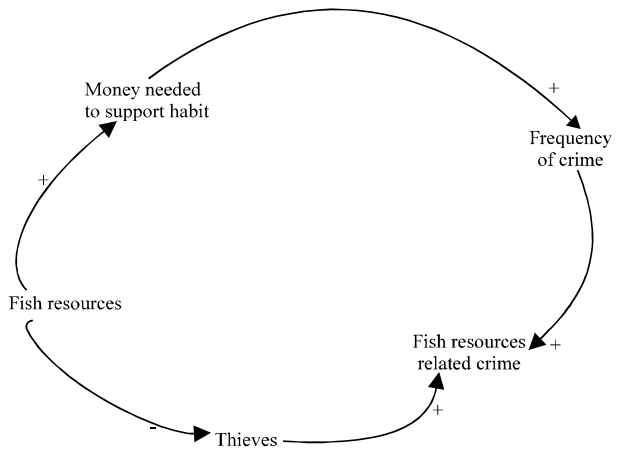 Money needed
to support habit
+
Frequency
of crime
+
Fish resources
Fish resources
related crime
+
+
-
Thieves